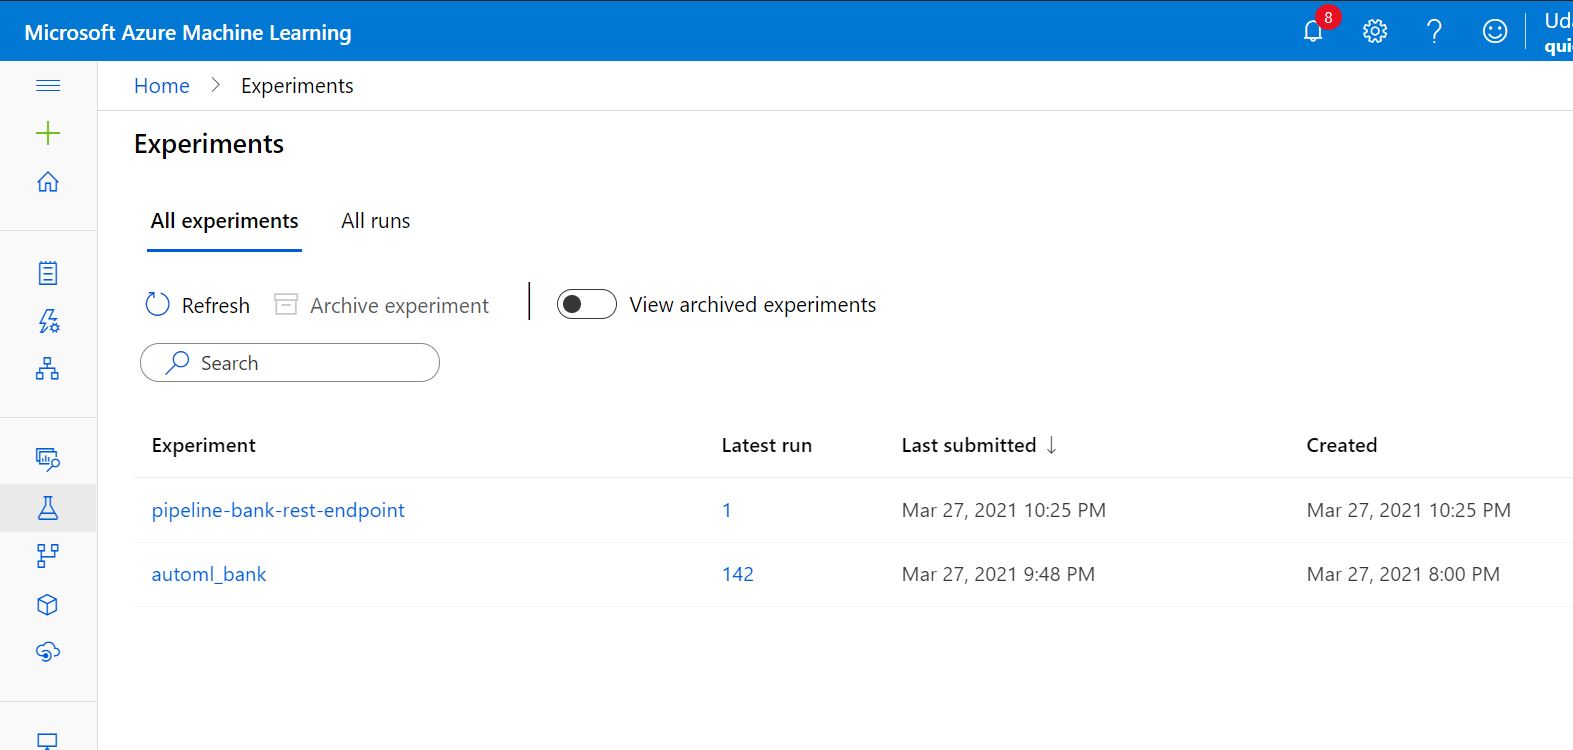 Microsoft Azure Machine Learning
8
Home > Experiments
Experiments
All experiments All runs
Refresh Archive experiment View archived experiments
Search
Experiment Latest run Last submitted ↓ Created
pipeline-bank-rest-endpoint 1 Mar 27, 2021 10:25 PM Mar 27, 2021 10:25 PM
automl_bank 142 Mar 27, 2021 9:48 PM Mar 27, 2021 8:00 PM